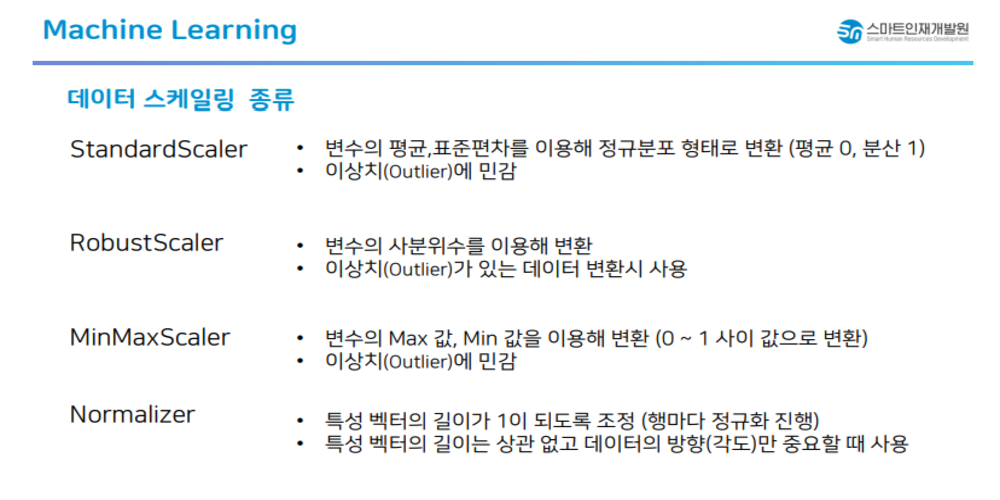 Machine Learning
스마트인재개발원
Smart Human Resources Development
데이터 스케일링 종류
StandardScaler
• 변수의 평균,표준편차를 이용해 정규분포 형태로 변환 (평균 0, 분산 1)
• 이상치(Outlier)에 민감
RobustScaler
• 변수의 사분위수를 이용해 변환
• 이상치(Outlier)가 있는 데이터 변환시 사용
MinMaxScaler
• 변수의 Max 값, Min 값을 이용해 변환 (0 ~ 1 사이 값으로 변환)
• 이상치(Outlier)에 민감
Normalizer
• 특성 벡터의 길이가 1이 되도록 조정 (행마다 정규화 진행)
• 특성 벡터의 길이는 상관 없고 데이터의 방향(각도)만 중요할 때 사용